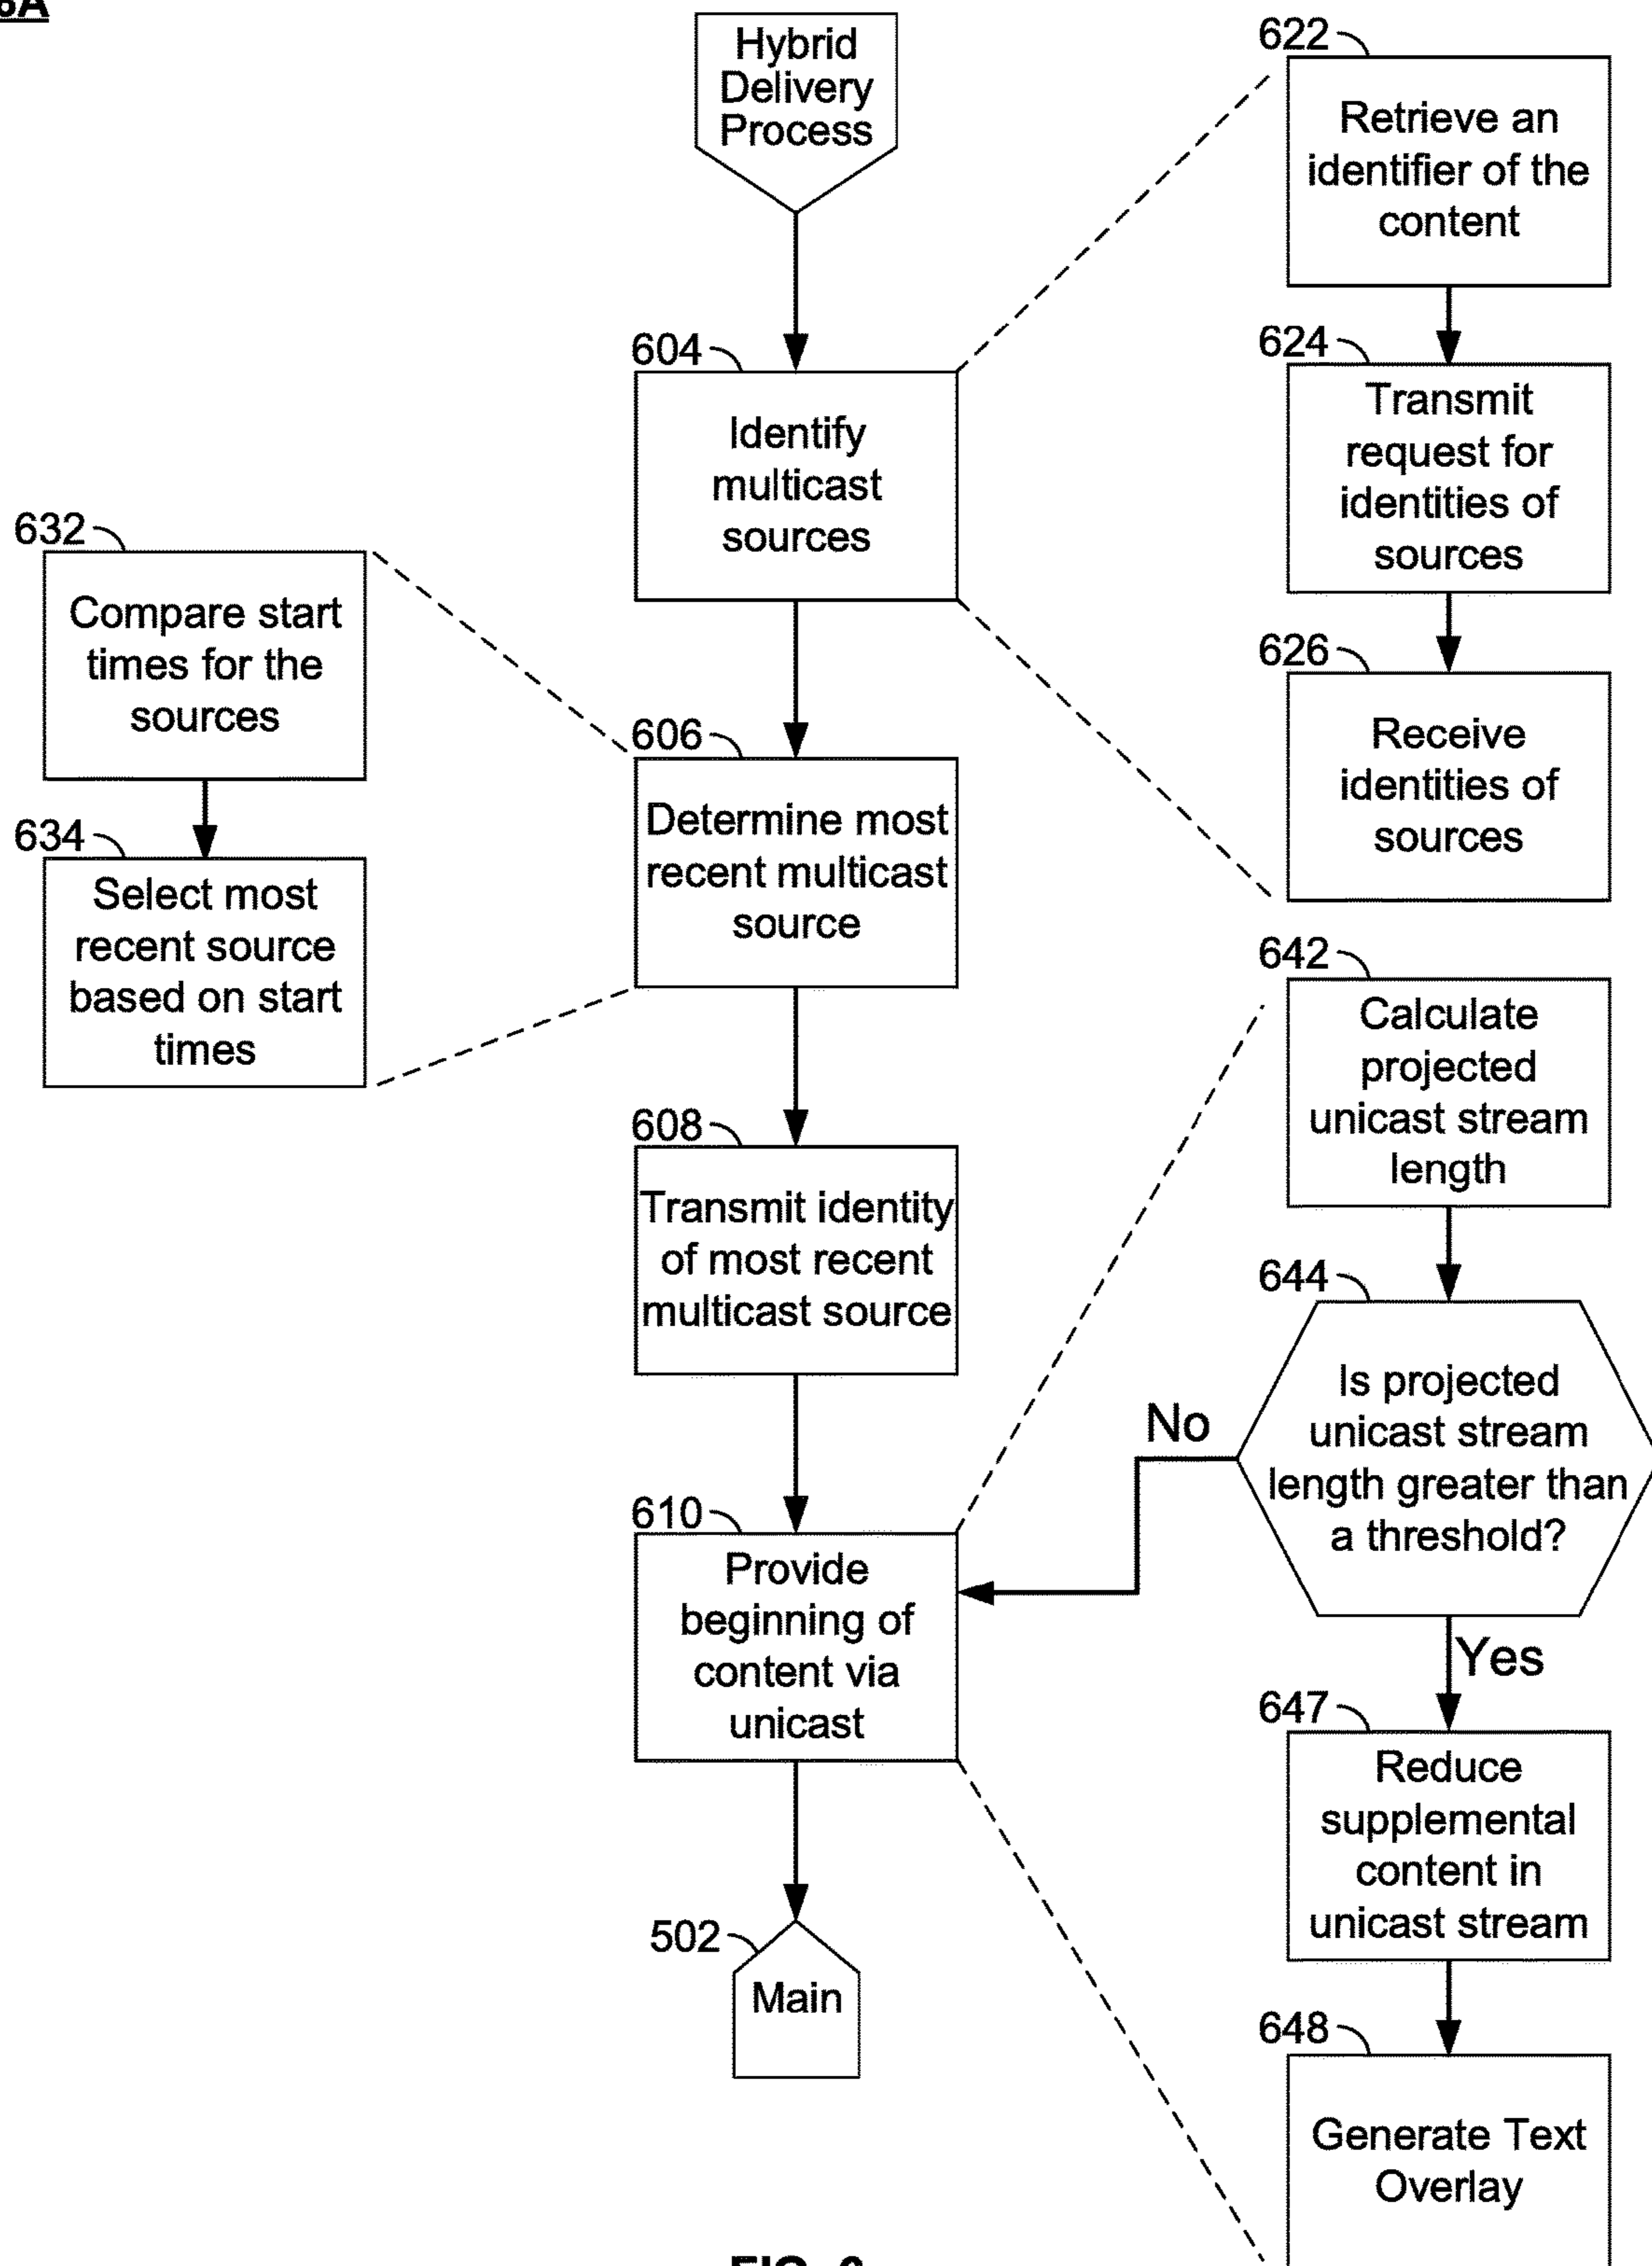 Hybrid
Delivery
Process
604
Identify
multicast
sources
622
Retrieve an
identifier of the
content
624
Transmit
request for
identities of
sources
626
Receive
identities of
sources
606
Determine most
recent multicast
source
632
Compare start
times for the
sources
634
Select most
recent source
based on start
times
608
Transmit identity
of most recent
multicast source
610
Provide
beginning of
content via
unicast
642
Calculate
projected
unicast stream
length
644
Is projected
unicast stream
length greater than
a threshold?
No
Yes
647
Reduce
supplemental
content in
unicast stream
648
Generate Text
Overlay
502
Main